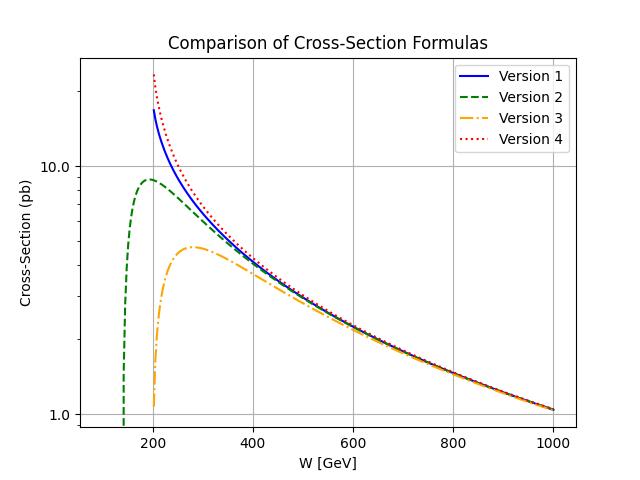 Comparison of Cross-Section Formulas
Version 1
Version 2
Version 3
Version 4
10.0
1.0
Cross-Section (pb)
200 400 600 800 1000
W [GeV]